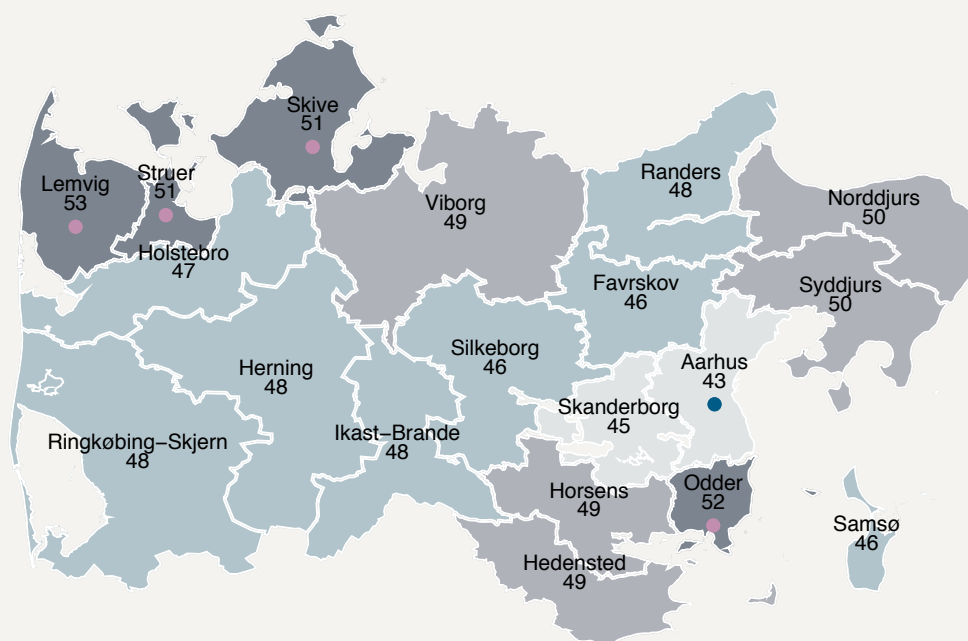 Skive
51
Struer
51
Lemvig
53
Randers
48
Norddjurs
50
Viborg
49
Holstebro
47
Favrskov
46
Syddjurs
50
Silkeborg
46
Aarhus
43
Herning
48
Skanderborg
45
Ringkøbing–Skjern
48
Ikast–Brande
48
Horsens
49
Odder
52
Samsø
46
Hedensted
49